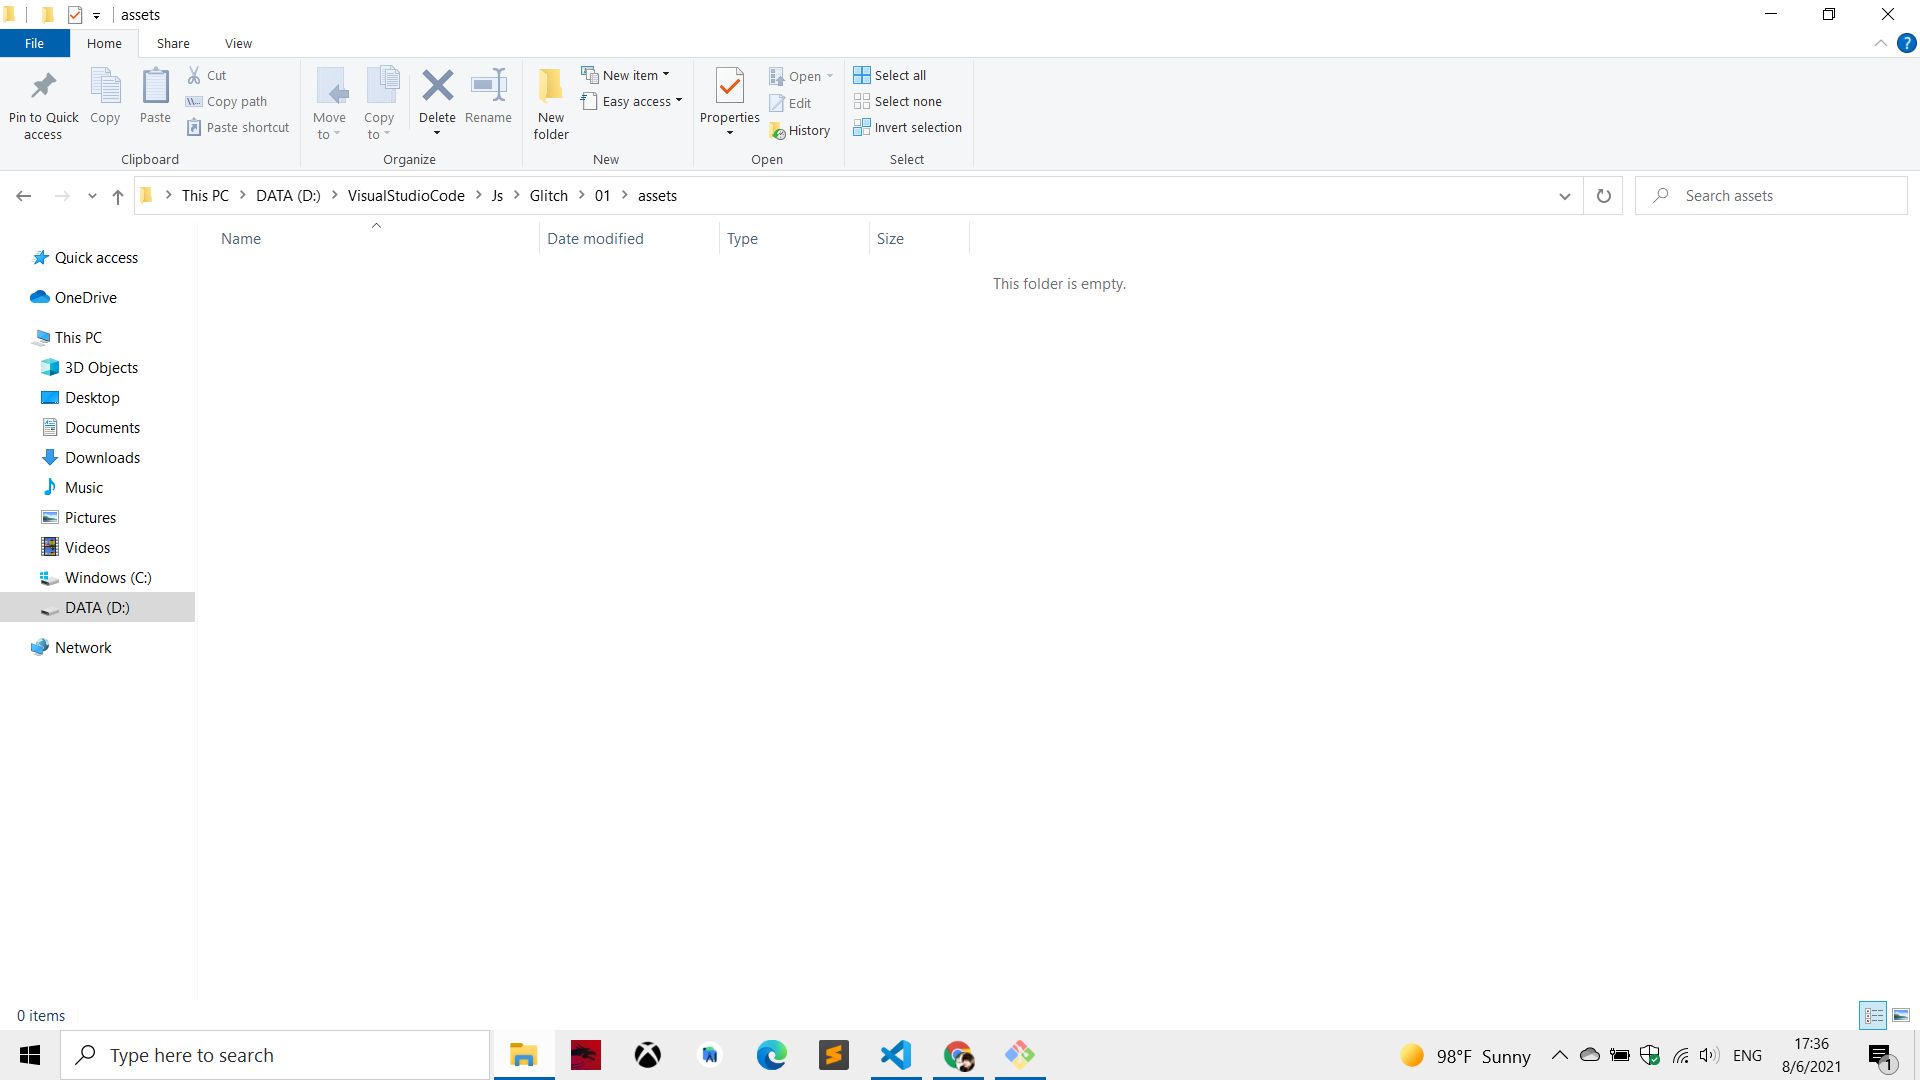 assets
File Home Share View
Pin to Quick access
Copy
Paste
Cut
Copy path
Paste shortcut
Clipboard
Move to
Copy to
Delete
Rename
Organize
New folder
New item
Easy access
New
Properties
Open
Edit
History
Open
Select all
Select none
Invert selection
Select
This PC DATA (D:) VisualStudioCode Js Glitch 01 assets
Search assets
Name Date modified Type Size
This folder is empty.
Quick access
OneDrive
This PC
3D Objects
Desktop
Documents
Downloads
Music
Pictures
Videos
Windows (C:)
DATA (D:)
Network
0 items
Type here to search
98°F Sunny
ENG
17:36
8/6/2021
1